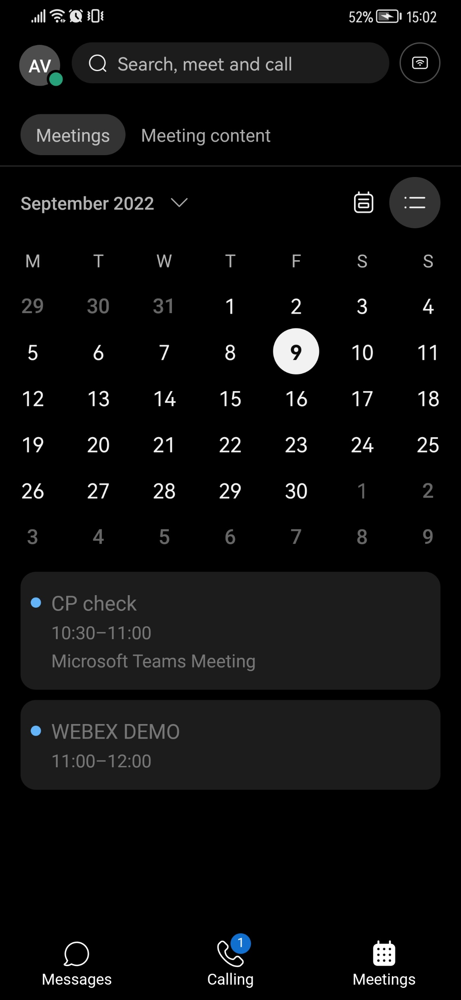 52% 15:02
AV Search, meet and call
Meetings Meeting content
September 2022
M T W T F S S
29 30 31 1 2 3 4
5 6 7 8 9 10 11
12 13 14 15 16 17 18
19 20 21 22 23 24 25
26 27 28 29 30 1 2
3 4 5 6 7 8 9
CP check
10:30–11:00
Microsoft Teams Meeting
WEBEX DEMO
11:00–12:00
1
Messages Calling Meetings